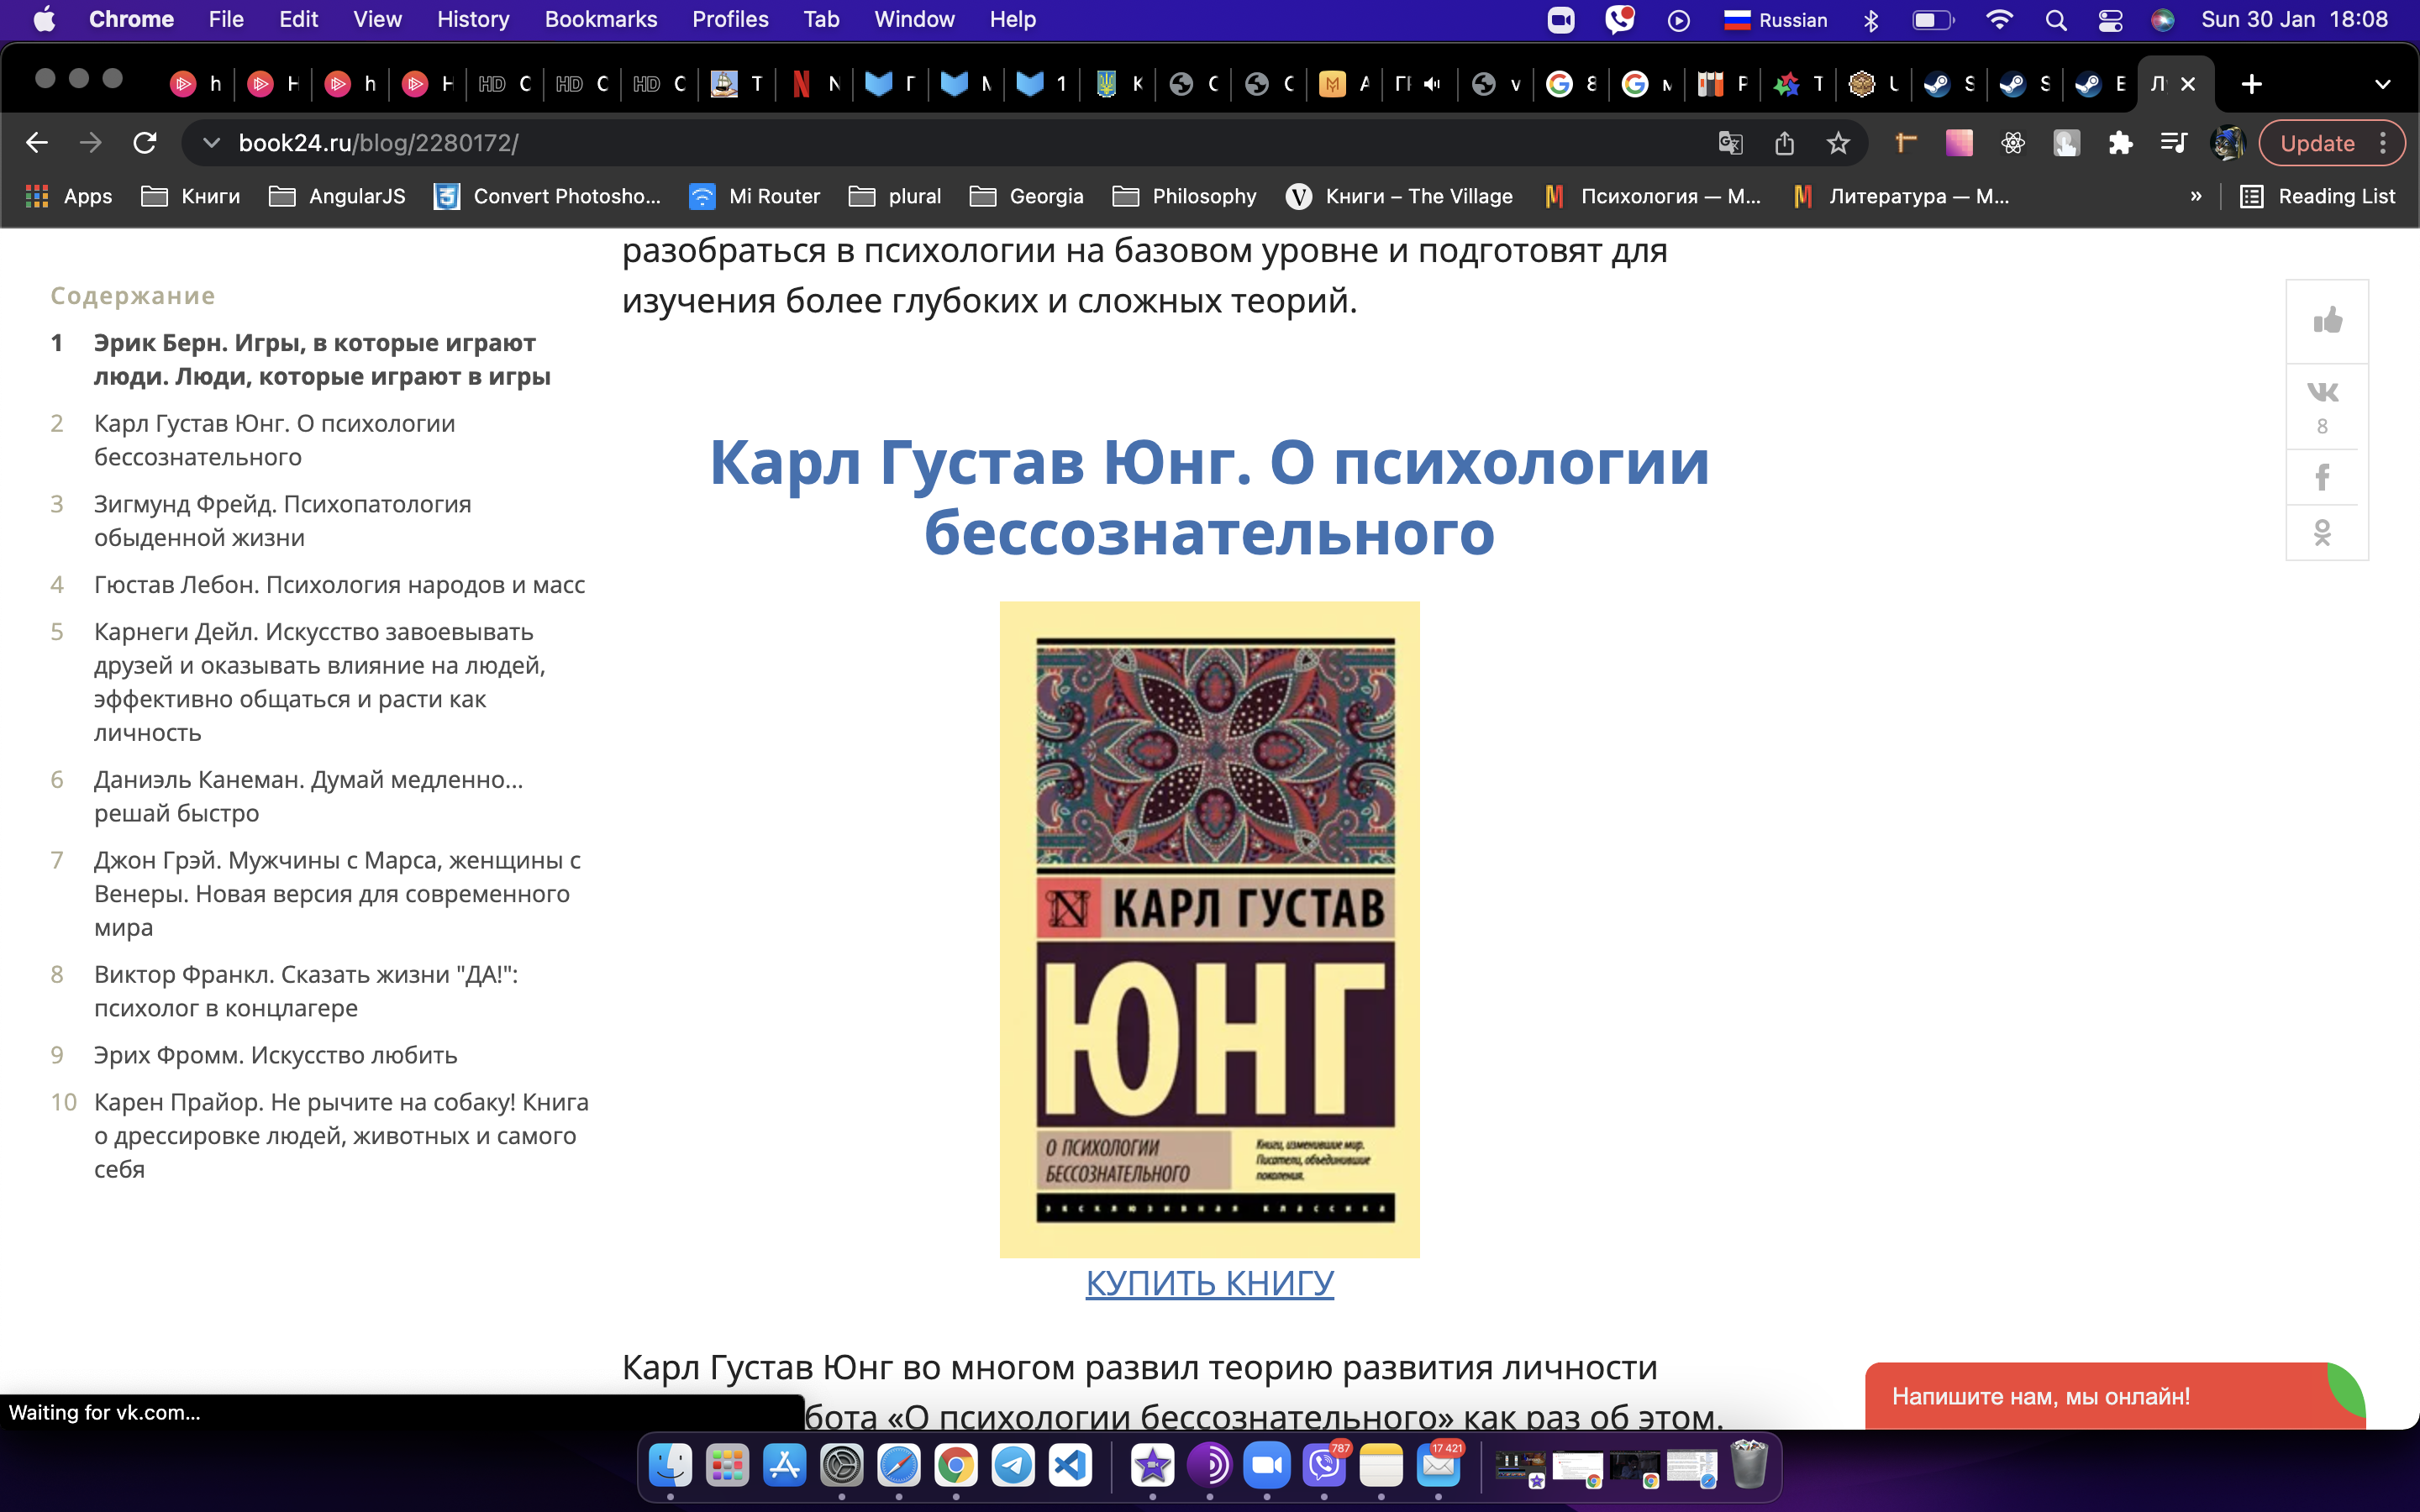 Chrome File Edit View History Bookmarks Profiles Tab Window Help Russian Sun 30 Jan 18:08
h H h H HD C HD C HD C T N Г M 1 K C C A ГI v 8 м P T U S S E Л
book24.ru/blog/2280172/ Update
Apps Книги AngularJS Convert Photosho... Mi Router plural Georgia Philosophy Книги – The Village Психология — М... Литература — М... » Reading List
разобраться в психологии на базовом уровне и подготовят для
изучения более глубоких и сложных теорий.
Содержание
1 Эрик Берн. Игры, в которые играют
люди. Люди, которые играют в игры
2 Карл Густав Юнг. О психологии
бессознательного
3 Зигмунд Фрейд. Психопатология
обыденной жизни
4 Гюстав Лебон. Психология народов и масс
5 Карнеги Дейл. Искусство завоевывать
друзей и оказывать влияние на людей,
эффективно общаться и расти как
личность
6 Даниэль Канеман. Думай медленно...
решай быстро
7 Джон Грэй. Мужчины с Марса, женщины с
Венеры. Новая версия для современного
мира
8 Виктор Франкл. Сказать жизни "ДА!":
психолог в концлагере
9 Эрих Фромм. Искусство любить
10 Карен Прайор. Не рычите на собаку! Книга
о дрессировке людей, животных и самого
себя
8
Карл Густав Юнг. О психологии
бессознательного
N КАРЛ ГУСТАВ
ЮНГ
О ПСИХОЛОГИИ
БЕССОЗНАТЕЛЬНОГО
Книги, изменившие мир.
Писатели, объединившие
поколения.
эксклюзивная классика
КУПИТЬ КНИГУ
Карл Густав Юнг во многом развил теорию развития личности
бота «О психологии бессознательного» как раз об этом.
Напишите нам, мы онлайн!
Waiting for vk.com...
787 17 421